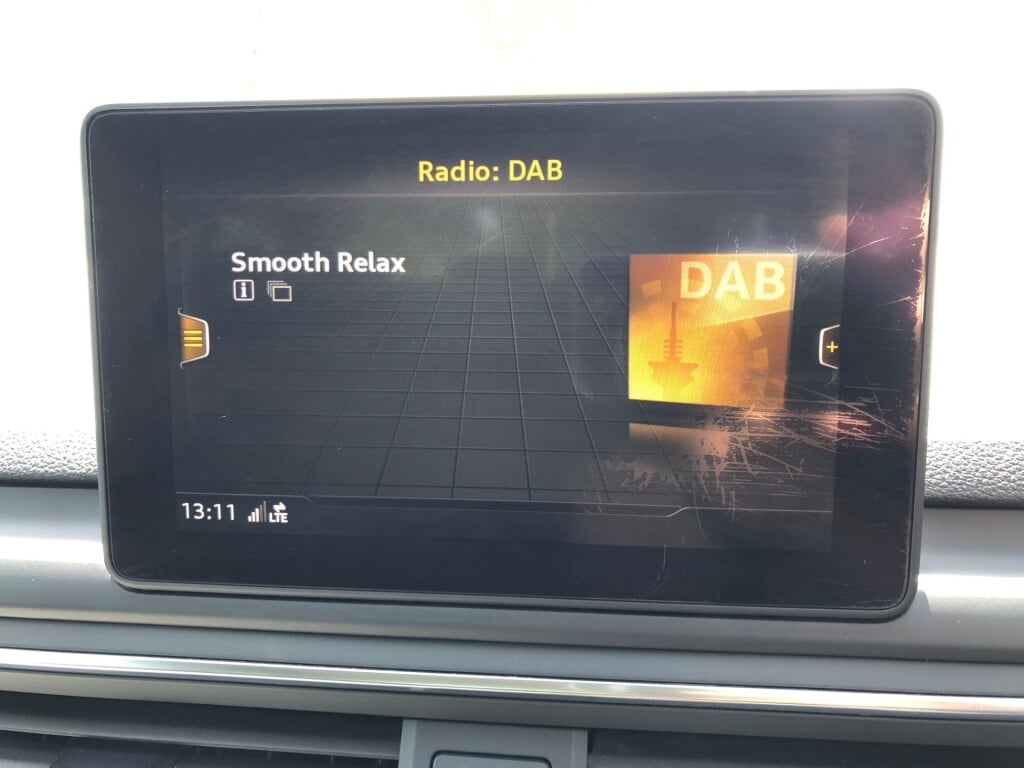 Radio: DAB
Smooth Relax
DAB
13:11 LTE